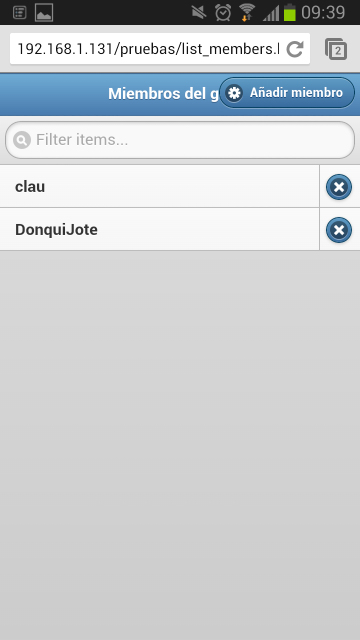 09:39
192.168.1.131/pruebas/list_members.l
2
Miembros del g
Añadir miembro
Filter items...
clau
DonquiJote